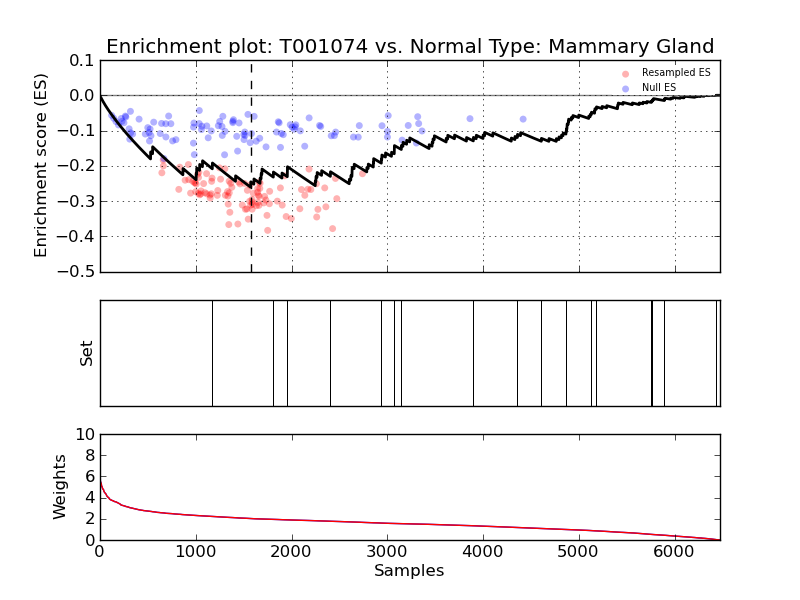 Enrichment plot: T001074 vs. Normal Type: Mammary Gland
Enrichment score (ES)
0.1
0.0
−0.1
−0.2
−0.3
−0.4
−0.5
Resampled ES
Null ES
Set
Weights
10
8
6
4
2
0
0 1000 2000 3000 4000 5000 6000
Samples